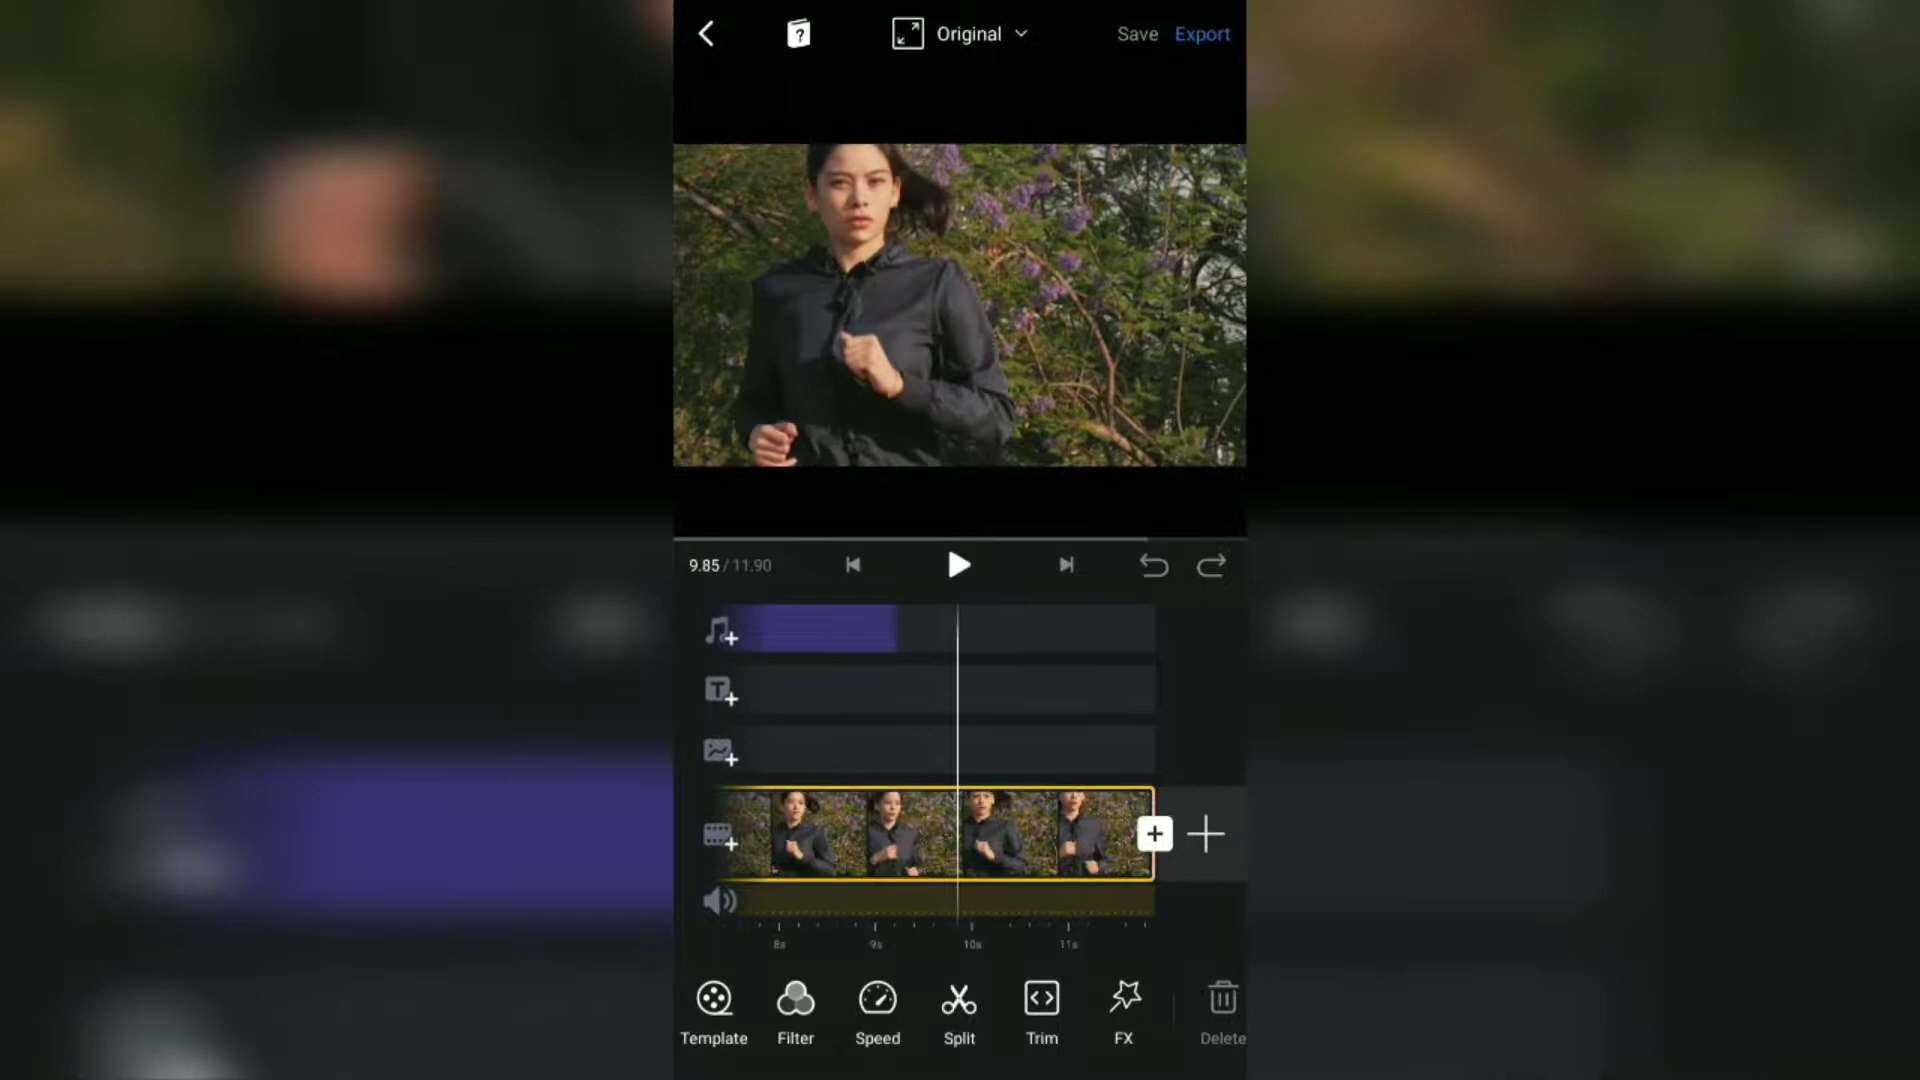 Original
Save
Export
9.85 / 11.90
8s
9s
10s
11s
Template
Filter
Speed
Split
Trim
FX
Delete